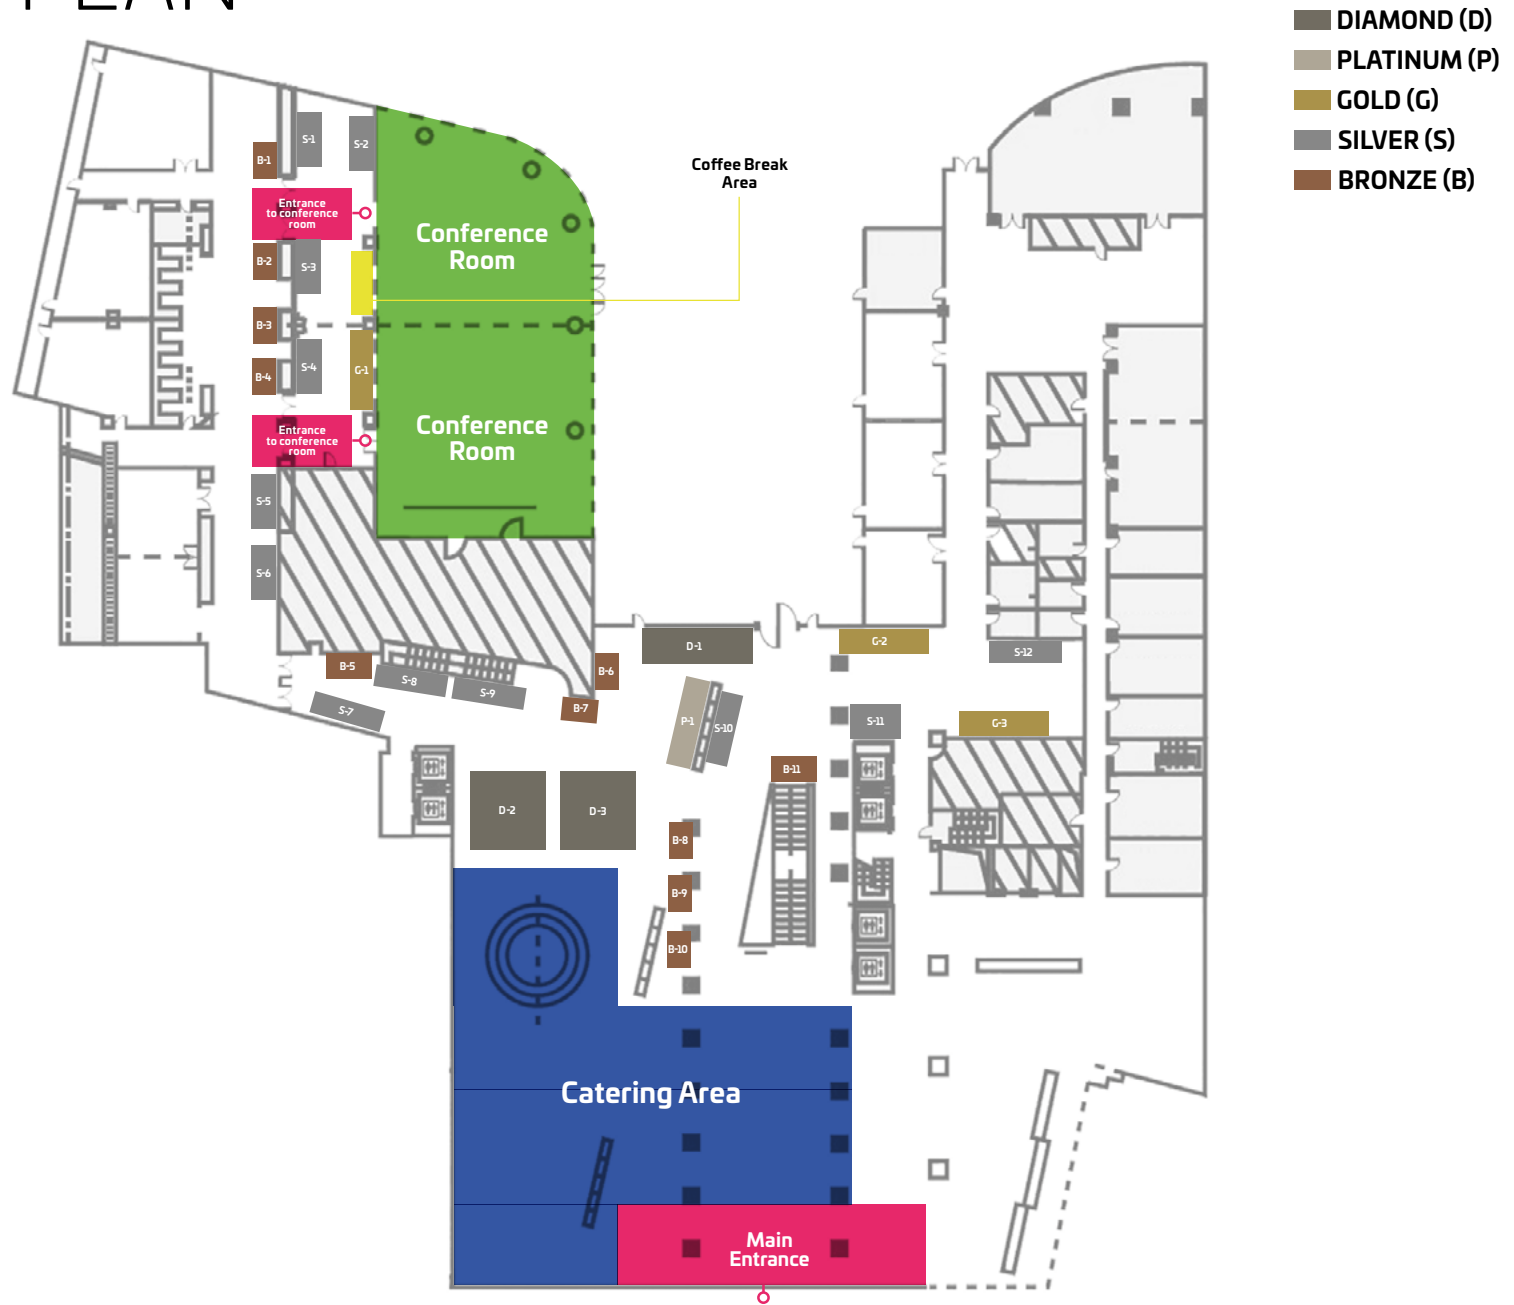 PLAN
DIAMOND (D)
PLATINUM (P)
GOLD (G)
SILVER (S)
BRONZE (B)
S-1
S-2
B-1
Coffee Break
Area
Entrance
to conference
room
Conference
Room
B-2
S-3
B-3
S-4
G-1
B-4
Conference
Room
Entrance
to conference
room
S-5
S-6
D-1
G-2
S-12
B-5
S-8
S-9
B-6
B-7
S-7
P-1
S-10
S-11
G-3
B-11
D-2
D-3
B-8
B-9
B-10
Catering Area
Main
Entrance